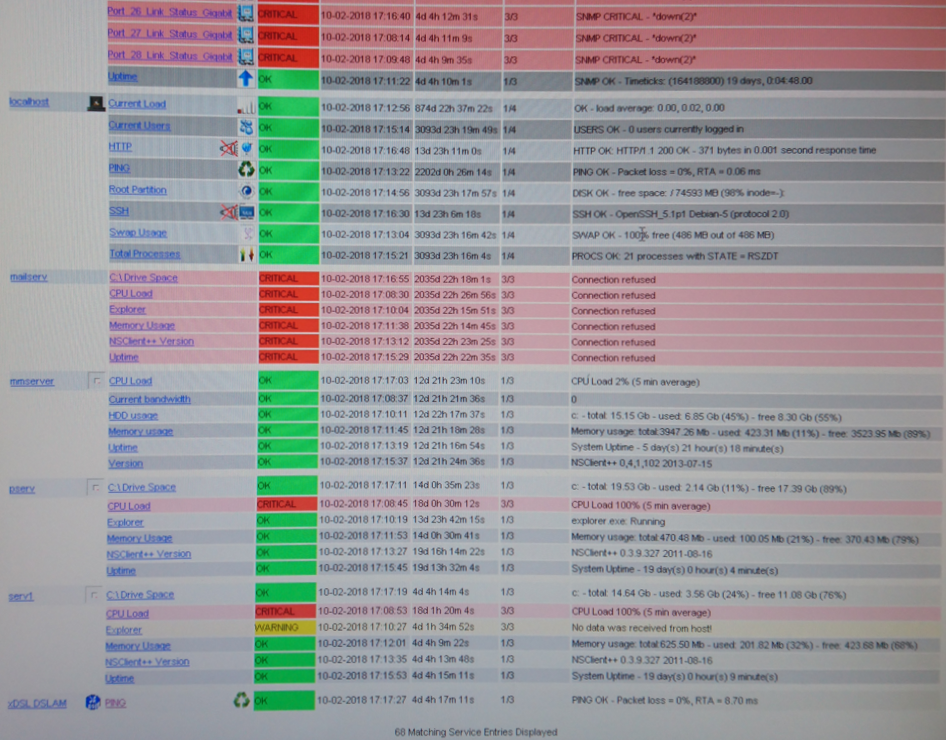 Port 26 Link Status Gigabit CRITICAL 10-02-2018 17:16:40 4d 4h 12m 31s 3/3 SNMP CRITICAL - *down(2)*
Port 27 Link Status Gigabit CRITICAL 10-02-2018 17:08:14 4d 4h 11m 9s 3/3 SNMP CRITICAL - *down(2)*
Port 28 Link Status Gigabit CRITICAL 10-02-2018 17:09:48 4d 4h 9m 35s 3/3 SNMP CRITICAL - *down(2)*
Uptime OK 10-02-2018 17:11:22 4d 4h 10m 1s 1/3 SNMP OK - Timeticks: (164188800) 19 days, 0:04:48.00
localhost Current Load OK 10-02-2018 17:12:56 874d 22h 37m 22s 1/4 OK - load average: 0.00, 0.02, 0.00
Current Users OK 10-02-2018 17:15:14 3093d 23h 19m 49s 1/4 USERS OK - 0 users currently logged in
HTTP OK 10-02-2018 17:16:48 13d 23h 11m 0s 1/4 HTTP OK: HTTP/1.1 200 OK - 371 bytes in 0.001 second response time
PING OK 10-02-2018 17:13:22 2202d 0h 26m 14s 1/4 PING OK - Packet loss = 0%, RTA = 0.06 ms
Root Partition OK 10-02-2018 17:14:56 3093d 23h 17m 57s 1/4 DISK OK - free space: / 74593 MB (98% inode=-):
SSH OK 10-02-2018 17:16:30 13d 23h 6m 18s 1/4 SSH OK - OpenSSH_5.1p1 Debian-5 (protocol 2.0)
Swap Usage OK 10-02-2018 17:13:04 3093d 23h 16m 42s 1/4 SWAP OK - 100% free (486 MB out of 486 MB)
Total Processes OK 10-02-2018 17:15:21 3093d 23h 16m 4s 1/4 PROCS OK: 21 processes with STATE = RSZDT
mailserv C:\Drive Space CRITICAL 10-02-2018 17:16:55 2035d 22h 18m 1s 3/3 Connection refused
CPU Load CRITICAL 10-02-2018 17:08:30 2035d 22h 26m 56s 3/3 Connection refused
Explorer CRITICAL 10-02-2018 17:10:04 2035d 22h 15m 51s 3/3 Connection refused
Memory Usage CRITICAL 10-02-2018 17:11:38 2035d 22h 14m 45s 3/3 Connection refused
NSClient++ Version CRITICAL 10-02-2018 17:13:12 2035d 22h 23m 25s 3/3 Connection refused
Uptime CRITICAL 10-02-2018 17:15:29 2035d 22h 22m 35s 3/3 Connection refused
mmserver CPU Load OK 10-02-2018 17:17:03 12d 21h 23m 10s 1/3 CPU Load 2% (5 min average)
Current bandwidth OK 10-02-2018 17:08:37 12d 21h 21m 36s 1/3 0
HDD usage OK 10-02-2018 17:10:11 12d 22h 17m 37s 1/3 c: - total: 15.15 Gb - used: 6.85 Gb (45%) - free 8.30 Gb (55%)
Memory usage OK 10-02-2018 17:11:45 12d 21h 18m 28s 1/3 Memory usage: total:3947.26 Mb - used: 423.31 Mb (11%) - free: 3523.95 Mb (89%)
Uptime OK 10-02-2018 17:13:19 12d 21h 16m 54s 1/3 System Uptime - 5 day(s) 21 hour(s) 18 minute(s)
Version OK 10-02-2018 17:15:37 12d 21h 24m 36s 1/3 NSClient++ 0,4,1,102 2013-07-15
pserv C:\Drive Space OK 10-02-2018 17:17:11 14d 0h 35m 23s 1/3 c: - total: 19.53 Gb - used: 2.14 Gb (11%) - free 17.39 Gb (89%)
CPU Load CRITICAL 10-02-2018 17:08:45 18d 0h 30m 12s 3/3 CPU Load 100% (5 min average)
Explorer OK 10-02-2018 17:10:19 13d 23h 42m 15s 1/3 explorer.exe: Running
Memory Usage OK 10-02-2018 17:11:53 14d 0h 30m 41s 1/3 Memory usage: total:470.48 Mb - used: 100.05 Mb (21%) - free: 370.43 Mb (79%)
NSClient++ Version OK 10-02-2018 17:13:27 19d 16h 14m 22s 1/3 NSClient++ 0.3.9.327 2011-08-16
Uptime OK 10-02-2018 17:15:45 19d 13h 32m 4s 1/3 System Uptime - 19 day(s) 0 hour(s) 4 minute(s)
serv1 C:\Drive Space OK 10-02-2018 17:17:19 4d 4h 14m 4s 1/3 c: - total: 14.64 Gb - used: 3.56 Gb (24%) - free 11.08 Gb (76%)
CPU Load CRITICAL 10-02-2018 17:08:53 18d 1h 20m 4s 3/3 CPU Load 100% (5 min average)
Explorer WARNING 10-02-2018 17:10:27 4d 1h 34m 52s 3/3 No data was received from host!
Memory Usage OK 10-02-2018 17:12:01 4d 4h 9m 22s 1/3 Memory usage: total:625.50 Mb - used: 201.82 Mb (32%) - free: 423.68 Mb (68%)
NSClient++ Version OK 10-02-2018 17:13:35 4d 4h 13m 48s 1/3 NSClient++ 0.3.9.327 2011-08-16
Uptime OK 10-02-2018 17:15:53 4d 4h 15m 11s 1/3 System Uptime - 19 day(s) 0 hour(s) 9 minute(s)
xDSL DSLAM PING OK 10-02-2018 17:17:27 4d 4h 17m 11s 1/3 PING OK - Packet loss = 0%, RTA = 8.70 ms
68 Matching Service Entries Displayed